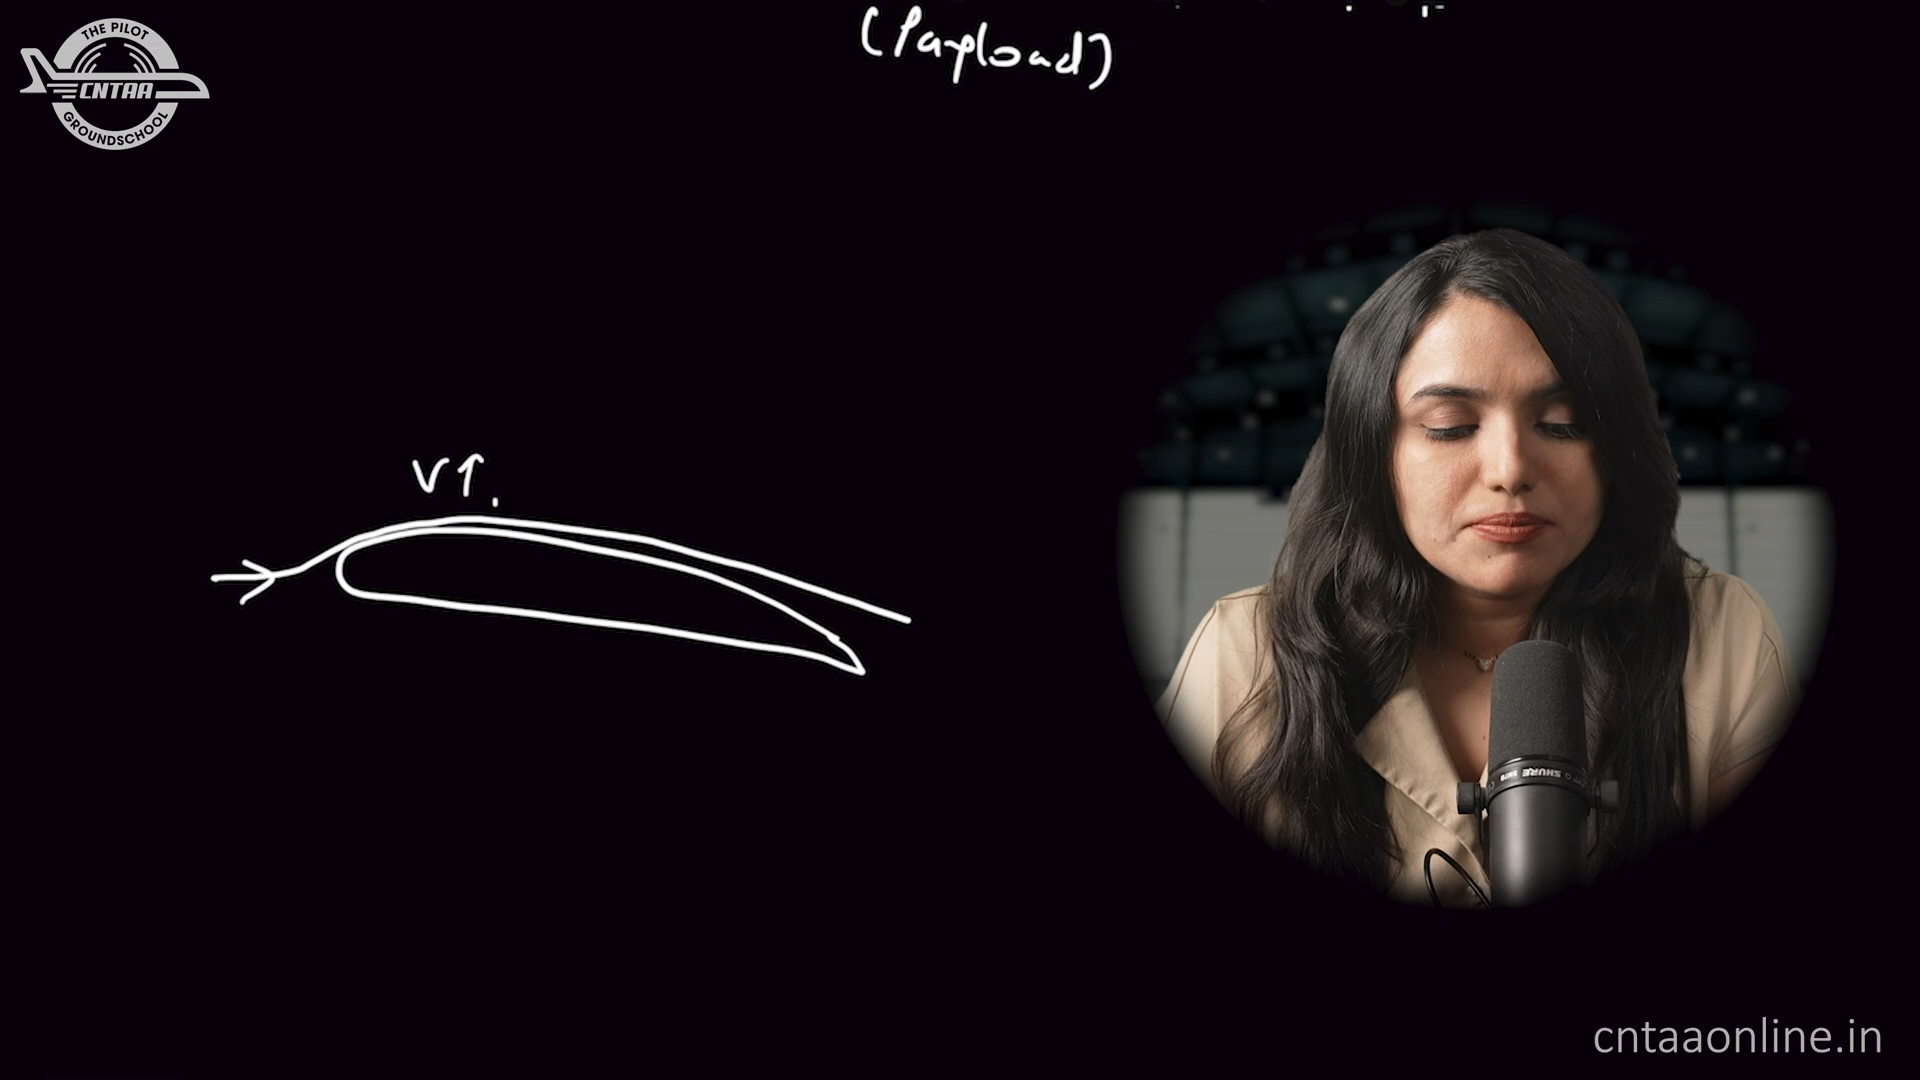 (Payload)
THE PILOT
CNTAA
GROUNDSCHOOL
V↑.
SHURE
cntaaonline.in